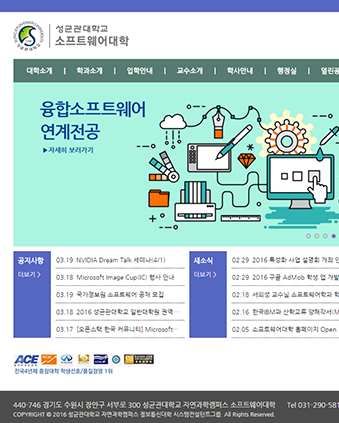 성균관대학교
소프트웨어대학
대학소개 | 학과소개 | 입학안내 | 교수소개 | 학사안내 | 행정실 | 열린광
융합소프트웨어
연계전공
▶자세히 보러가기
공지사항
더보기 >
03.19 NVIDIA Dream Talk 세미나(4/1)
03.18 Microsoft Image Cup(IC) 행사 안내
03.19 국가정보원 소프트웨어 공채 모집
03.18 2016 성균관대학교 일반대학원 권역…
03.17 [오픈스택 한국 커뮤니티] Microsoft…
새소식
더보기 >
02.29 2016 특성화 사업 설명회 개최 안
02.29 2016 구글 AdMob 학생 앱 개발
02.18 서의성 교수님 소프트웨어학과 학
02.16 한국IBM과 산학교류 양해각서(M
02.05 소프트웨어대학 홈페이지 Open
ACE
전국4년제 종합대학 학생선호/품질경영 1위
440-746 경기도 수원시 장안구 서부로 300 성균관대학교 자연과학캠퍼스 소프트웨어대학 Tel 031-290-581
COPYRIGHT © 2016 성균관대학교 자연과학캠퍼스 정보통신대학 시스템컨설턴트그룹. All Rights Reserved.